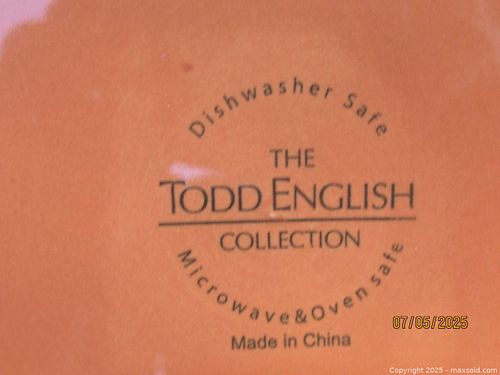 Dishwasher Safe
THE
TODD ENGLISH
COLLECTION
Microwave & Oven safe
Made in China
07/05/2025
Copyright 2025 - maxsold.com